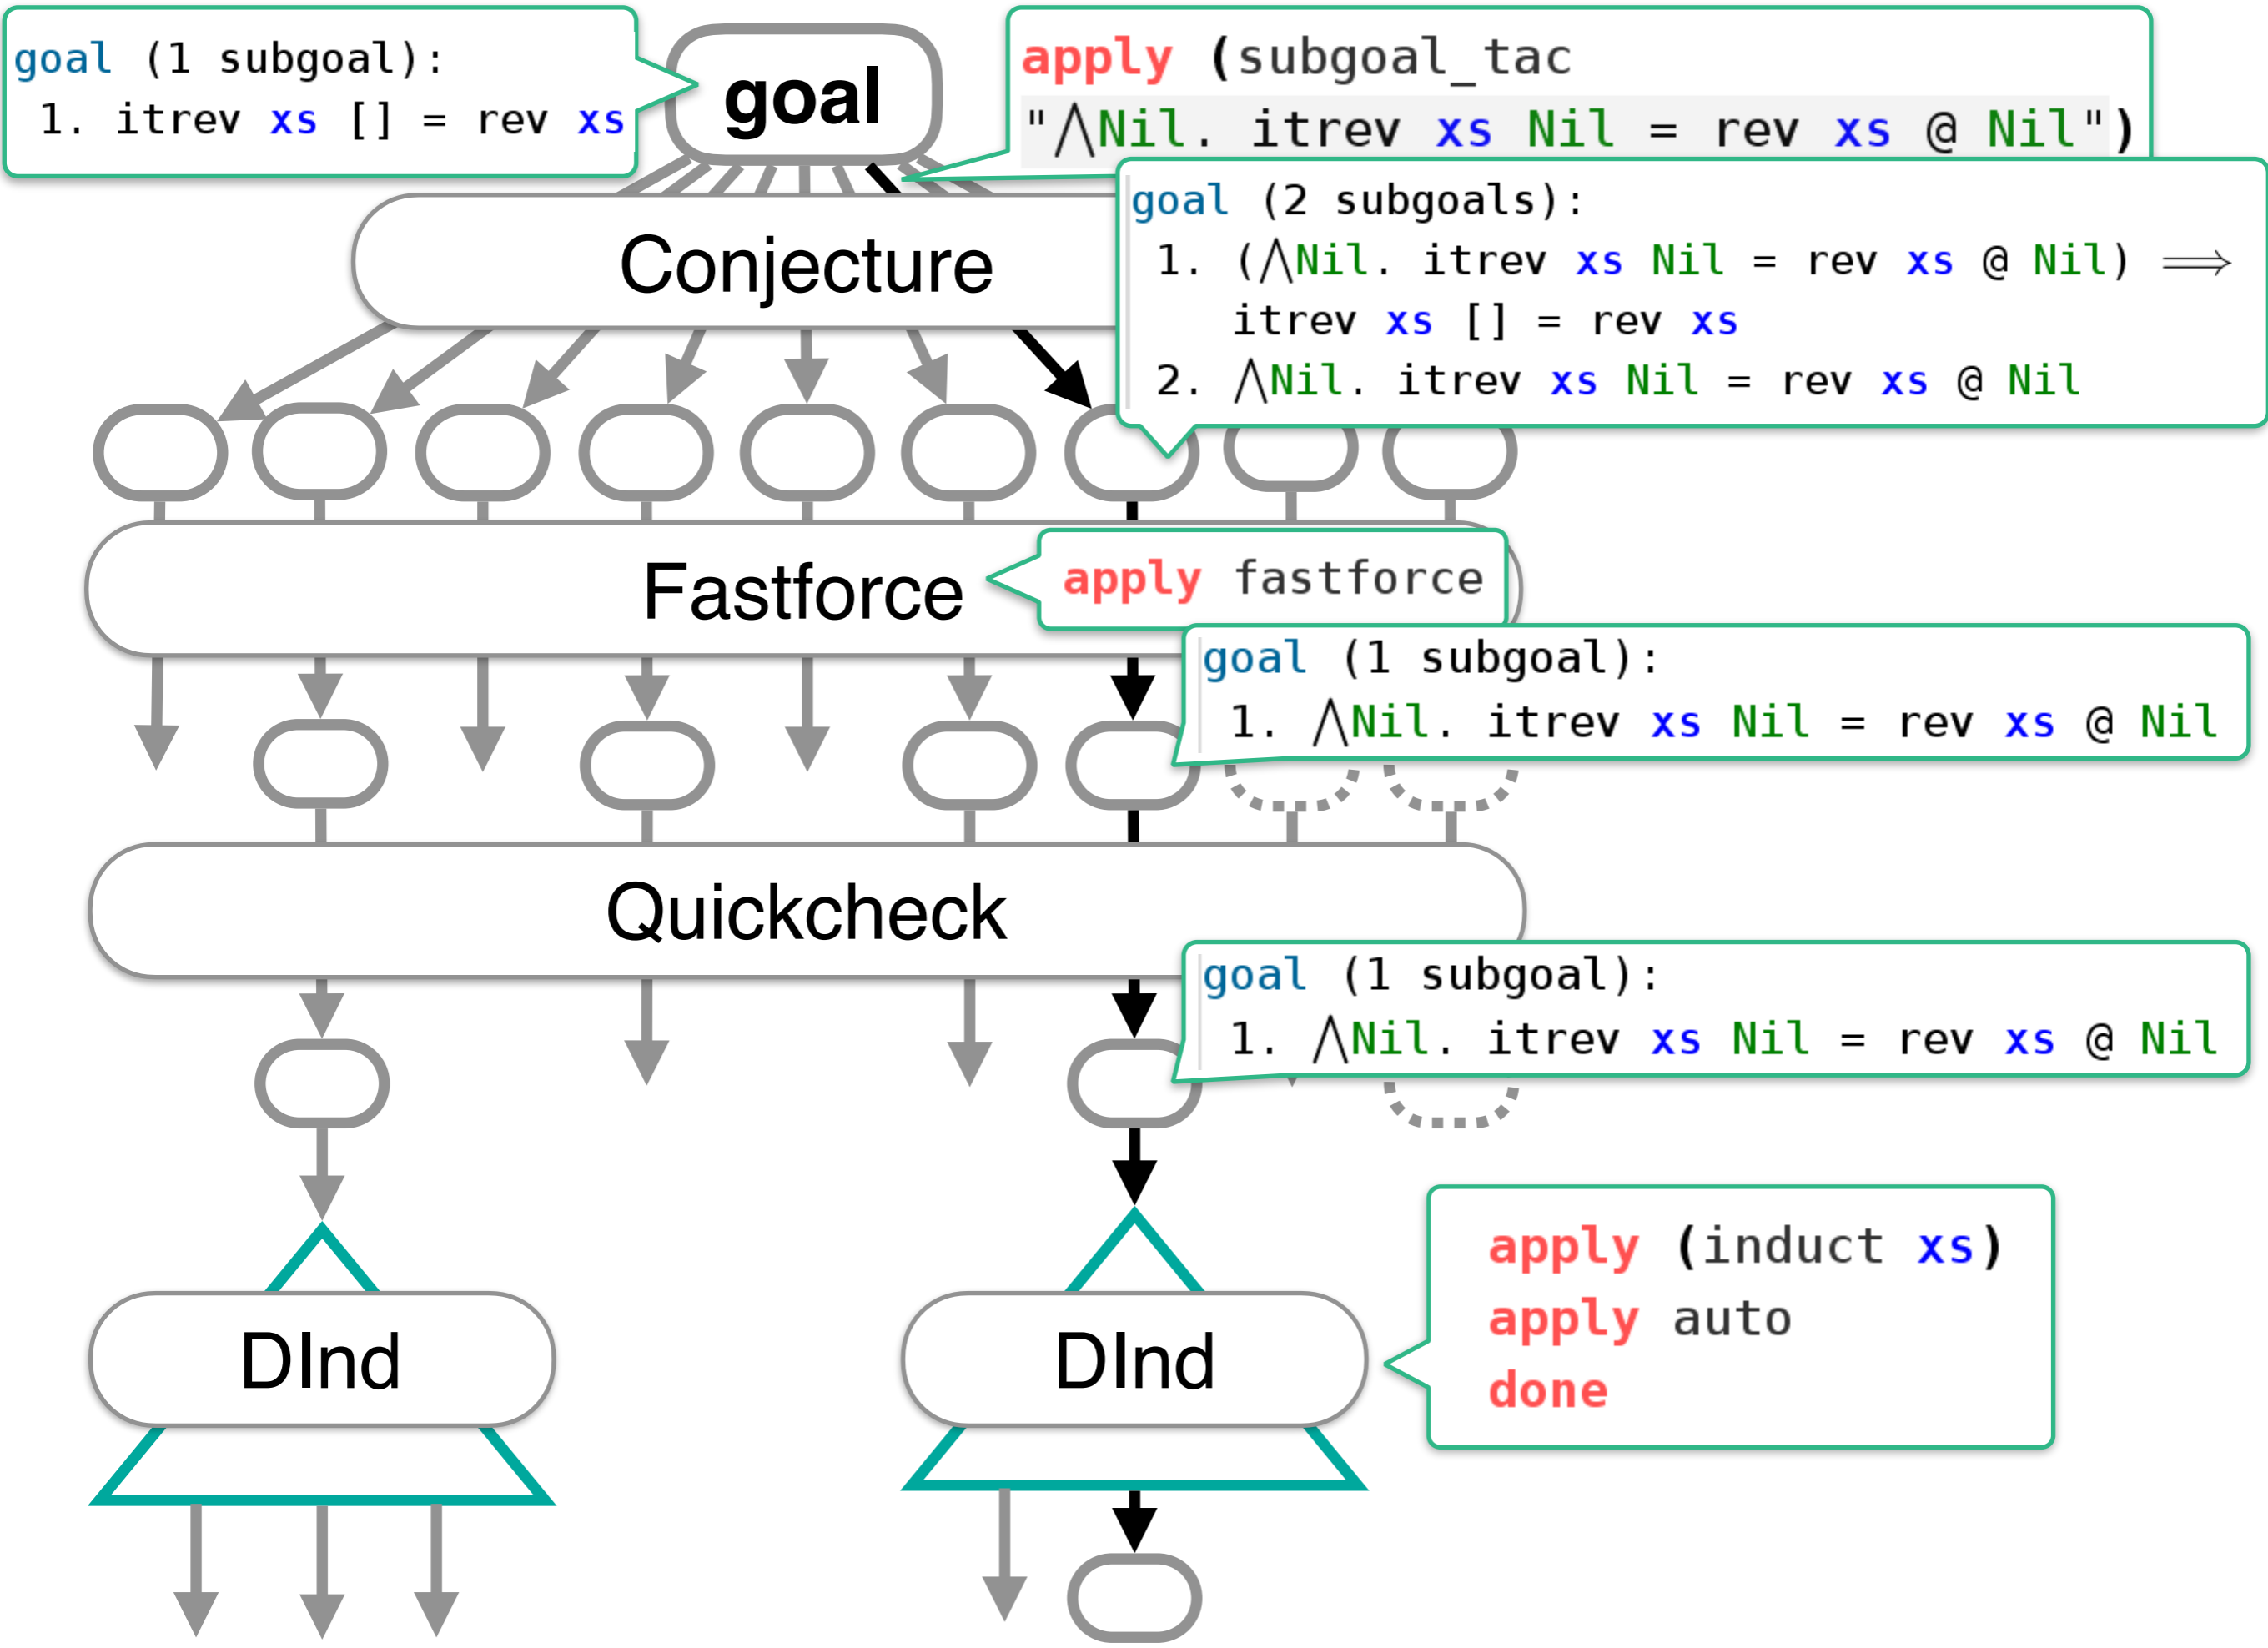 goal (1 subgoal):
1. itrev xs [] = rev xs
goal
apply (subgoal_tac
"⋀Nil. itrev xs Nil = rev xs @ Nil")
Conjecture
goal (2 subgoals):
1. (⋀Nil. itrev xs Nil = rev xs @ Nil) ⟹
itrev xs [] = rev xs
2. ⋀Nil. itrev xs Nil = rev xs @ Nil
Fastforce
apply fastforce
goal (1 subgoal):
1. ⋀Nil. itrev xs Nil = rev xs @ Nil
Quickcheck
goal (1 subgoal):
1. ⋀Nil. itrev xs Nil = rev xs @ Nil
DInd
DInd
apply (induct xs)
apply auto
done